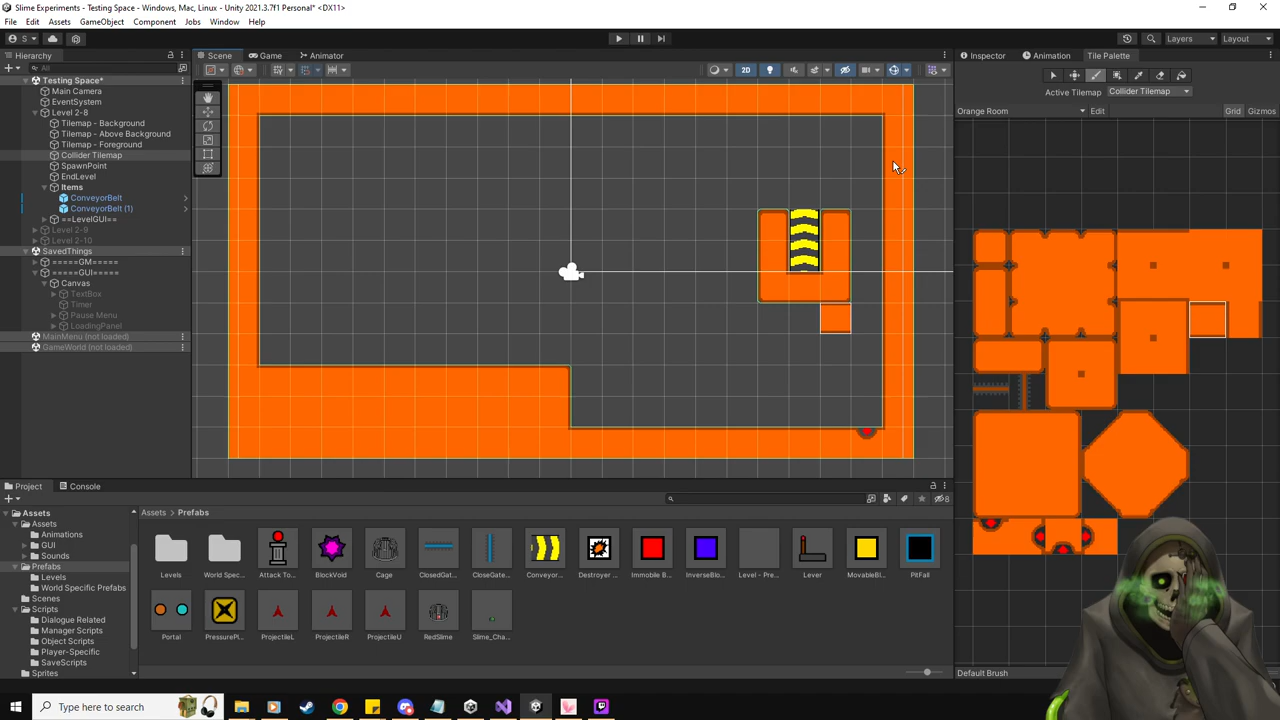 Slime Experiments - Testing Space - Windows, Mac, Linux - Unity 2021.3.7f1 Personal* <DX11>
File Edit Assets GameObject Component Jobs Window Help
S
Layers Layout
Hierarchy
Scene Game Animator
Inspector Animation Tile Palette
All
2D
Testing Space*
Main Camera
EventSystem
Level 2-8
Tilemap - Background
Tilemap - Above Background
Tilemap - Foreground
Collider Tilemap
SpawnPoint
EndLevel
Items
ConveyorBelt
ConveyorBelt (1)
==LevelGUI==
Level 2-9
Level 2-10
SavedThings
=====GM=====
=====GUI=====
Canvas
TextBox
Timer
Pause Menu
LoadingPanel
MainMenu (not loaded)
GameWorld (not loaded)
Active Tilemap Collider Tilemap
Orange Room Edit Grid Gizmos
Project Console
8
Assets
Assets
Animations
GUI
Sounds
Prefabs
Levels
World Specific Prefabs
Scenes
Scripts
Dialogue Related
Manager Scripts
Object Scripts
Player-Specific
SaveScripts
Sprites
Assets > Prefabs
Levels World Spec... Attack To... BlockVoid Cage ClosedGat... CloseGate... Conveyor... Destroyer ... Immobile B... InverseBlo... Level - Pre... Lever MovableBl... PitFall
Portal PressurePl... ProjectileL ProjectileR ProjectileU RedSlime Slime_Cha...
Default Brush
Type here to search